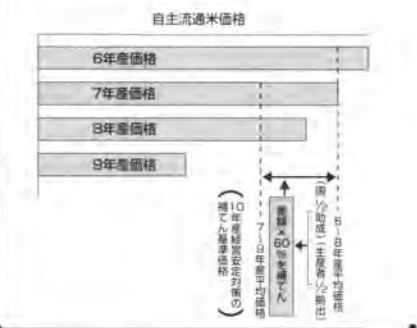 自主流通米価格
6年産価格
7年産価格
8年産価格
9年産価格
6～8年産平均価格
(国1/2助成)(生産者1/2拠出)
差額×60%を補てん
7～9年産平均価格
(10年産経営安定対策の
補てん基準価格)